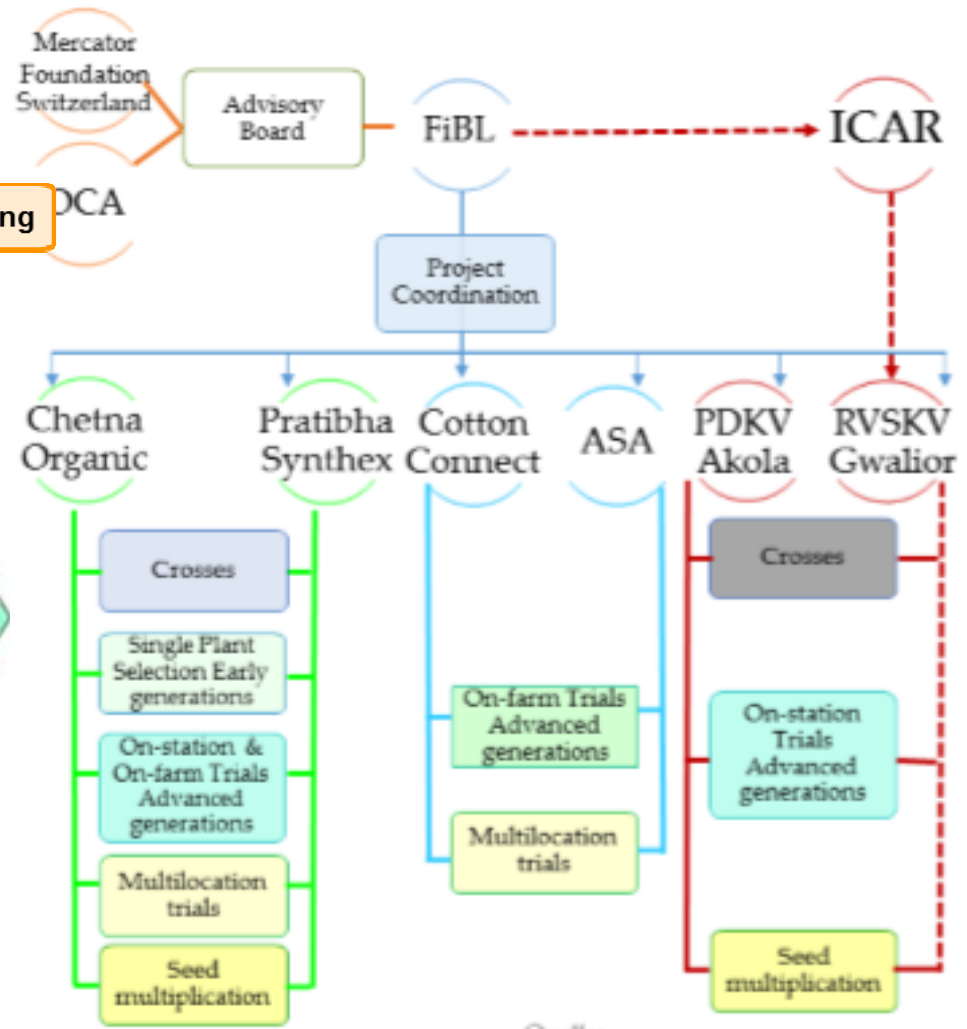 Mercator
Foundation
Switzerland
Advisory
Board
FiBL
ICAR
ng
OCA
Project
Coordination
Chetna
Organic
Pratibha
Synthex
Cotton
Connect
ASA
PDKV
Akola
RVSKV
Gwalior
Crosses
Single Plant
Selection Early
generations
On-station &
On-farm Trials
Advanced
generations
Multilocation
trials
Seed
multiplication
On-farm Trials
Advanced
generations
Multilocation
trials
Crosses
On-station
Trials
Advanced
generations
Seed
multiplication